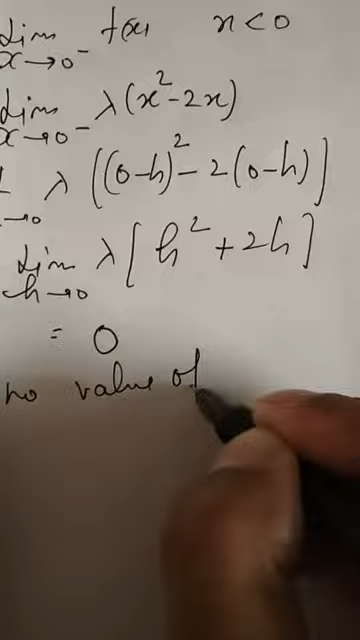 lim f(x) x<0
x→0⁻
lim λ(x²-2x)
x→0⁻
λ((0-h)²-2(0-h)]
→0
lim λ[h²+2h]
h→0
= 0
no value of